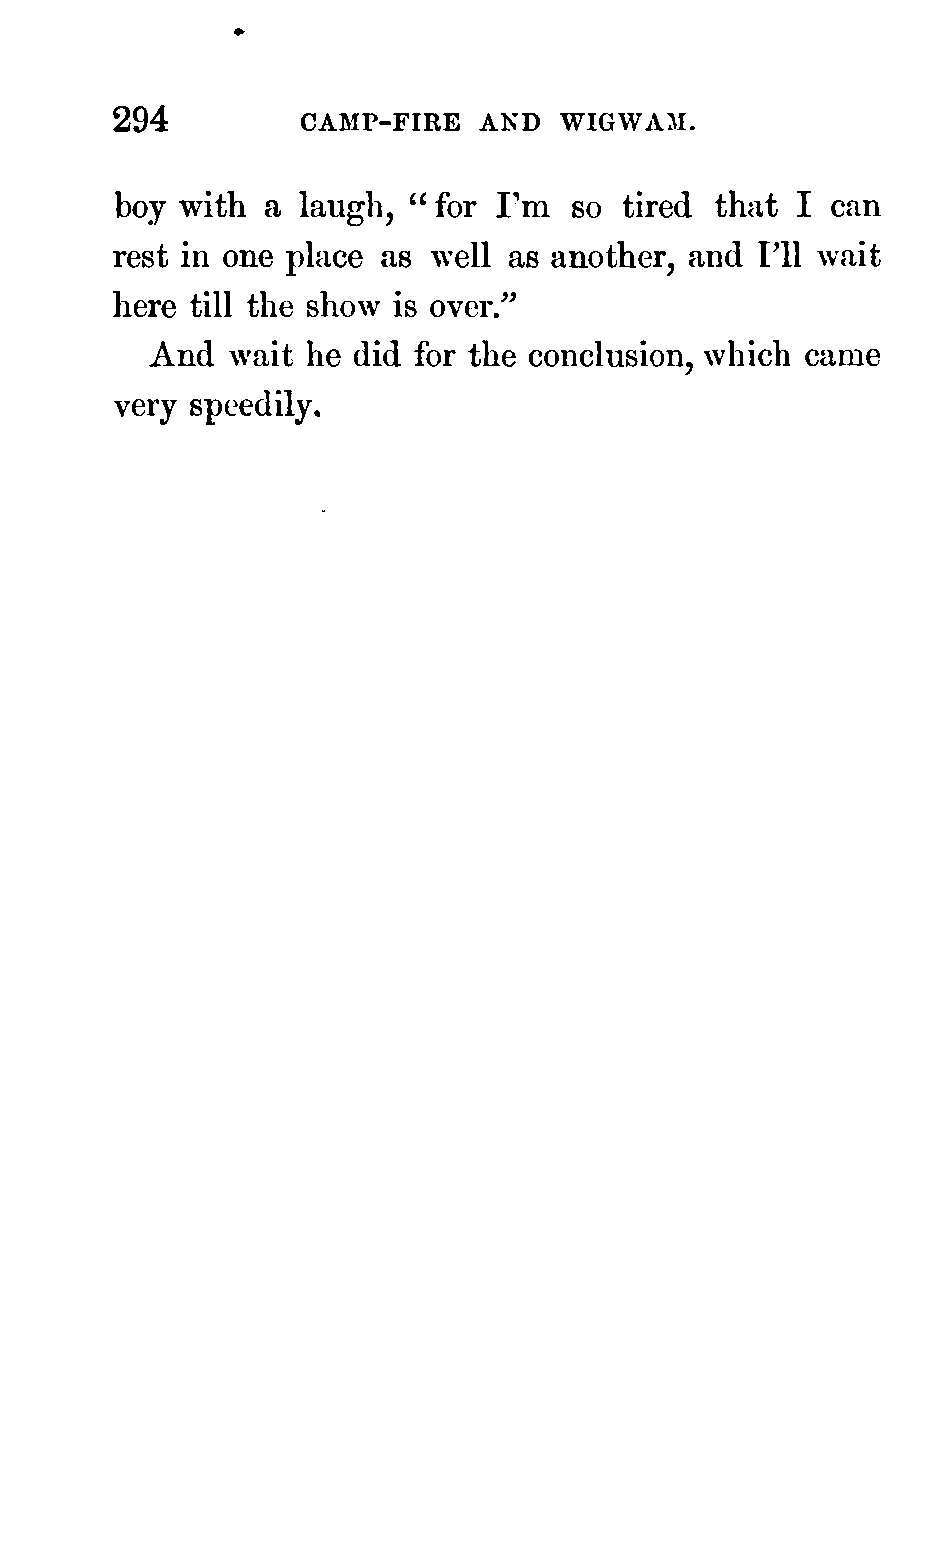 294 CAMP-FIRE AND WIGWAM.
boy with a laugh, “for I’m so tired that I can
rest in one place as well as another, and I’ll wait
here till the show is over.”
And wait he did for the conclusion, which came
very speedily.